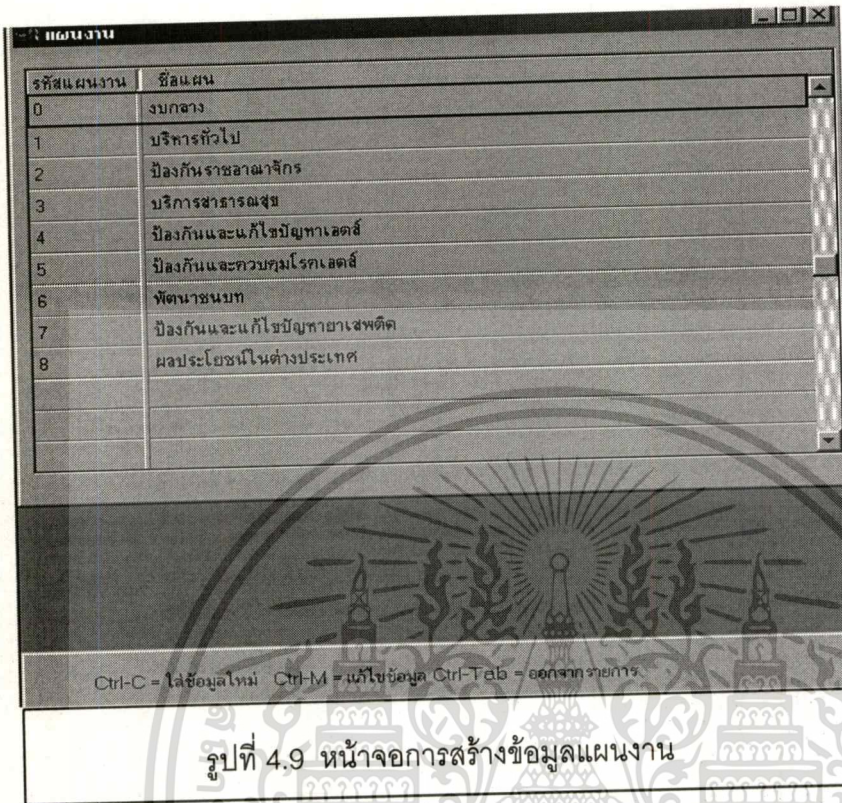 แผนงาน
รหัสแผนงาน ชื่อแผน
0 งบกลาง
1 บริหารทั่วไป
2 ป้องกันราชอาณาจักร
3 บริการสาธารณสุข
4 ป้องกันและแก้ไขปัญหาเอดส์
5 ป้องกันและควบคุมโรคเอดส์
6 พัฒนาชนบท
7 ป้องกันและแก้ไขปัญหายาเสพติด
8 ผลประโยชน์ในต่างประเทศ
Ctrl-C = ใส่ข้อมูลใหม่ Ctrl-M = แก้ไขข้อมูล Ctrl-Tab = ออกจากรายการ
รูปที่ 4.9 หน้าจอการสร้างข้อมูลแผนงาน